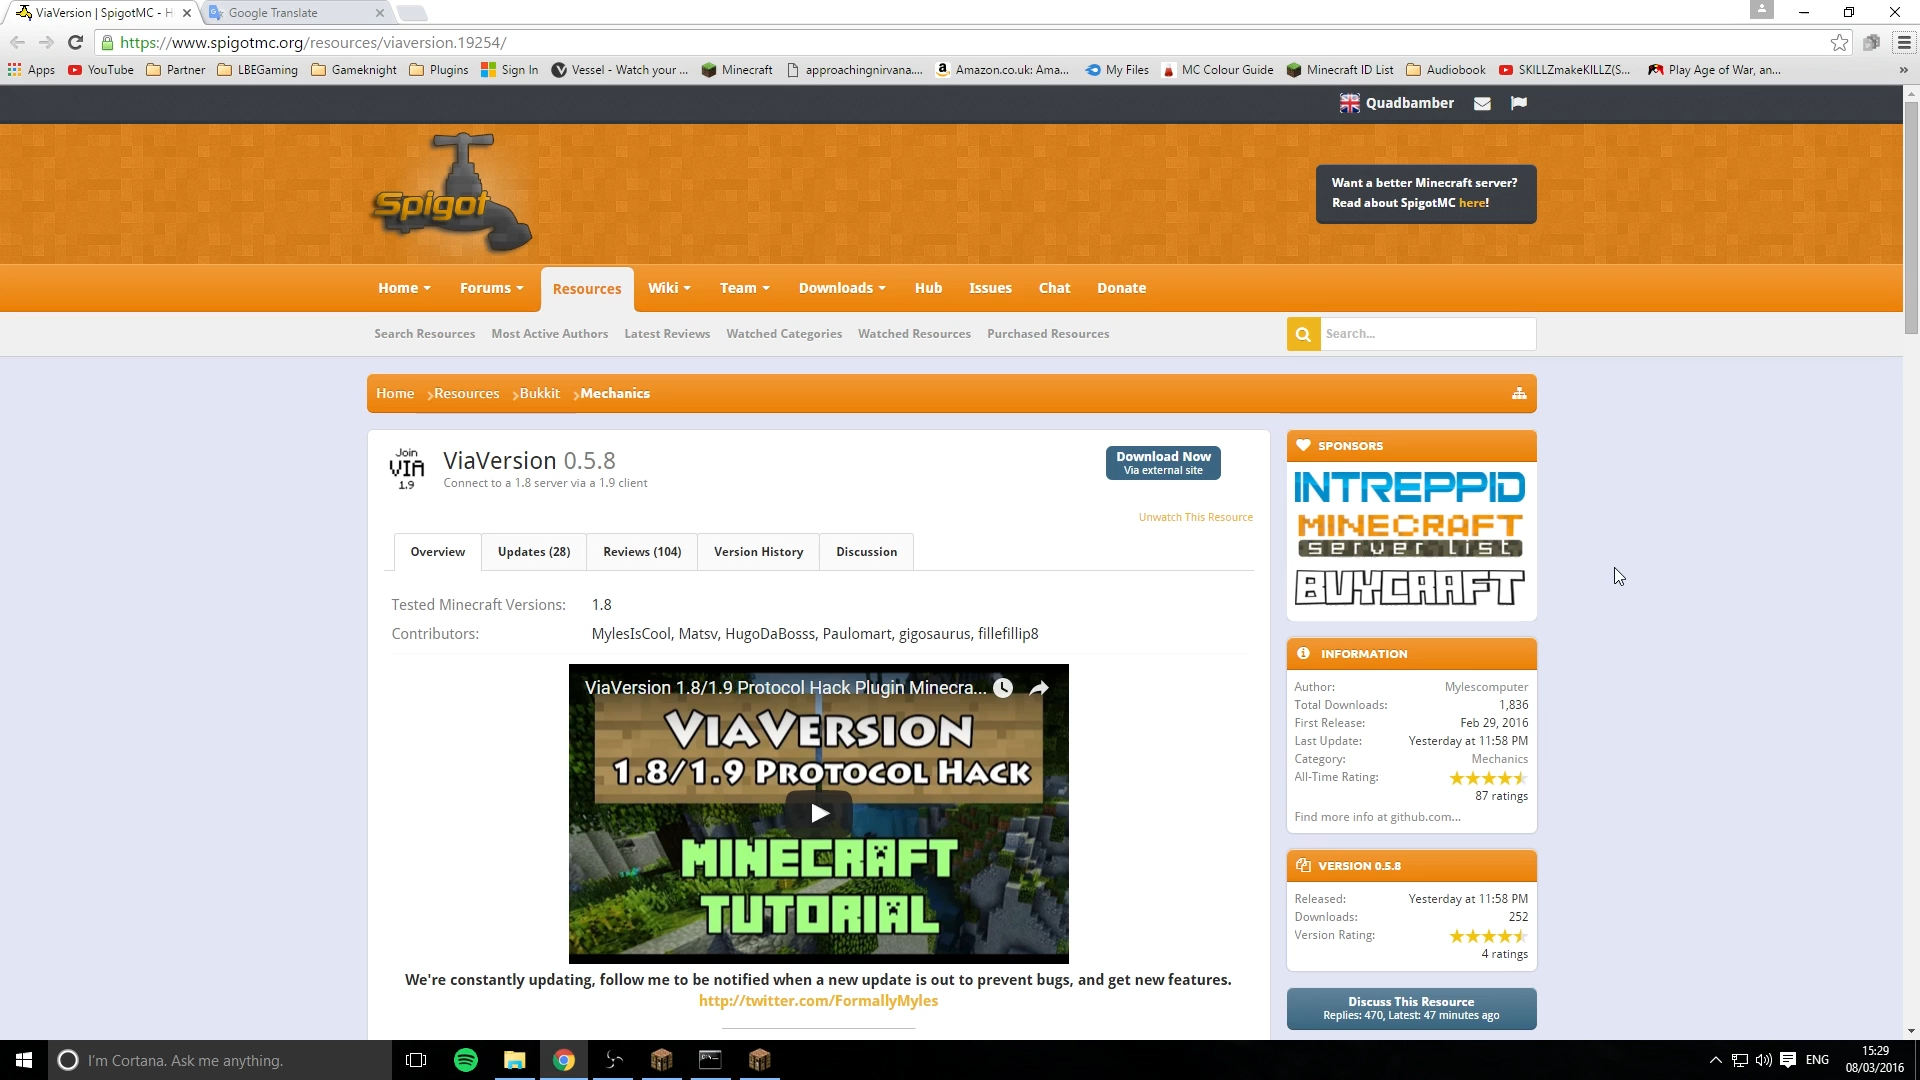 ViaVersion | SpigotMC - H
Google Translate
https://www.spigotmc.org/resources/viaversion.19254/
Apps
YouTube
Partner
LBEGaming
Gameknight
Plugins
Sign In
Vessel - Watch your ...
Minecraft
approachingnirvana....
Amazon.co.uk: Ama...
My Files
MC Colour Guide
Minecraft ID List
Audiobook
SKILLZmakeKILLZ(S...
Play Age of War, an...
»
Quadbamber
Spigot
Want a better Minecraft server?
Read about SpigotMC here!
Home
Forums
Resources
Wiki
Team
Downloads
Hub
Issues
Chat
Donate
Search Resources
Most Active Authors
Latest Reviews
Watched Categories
Watched Resources
Purchased Resources
Search...
Home
Resources
Bukkit
Mechanics
Join
VIA
1.9
ViaVersion 0.5.8
Connect to a 1.8 server via a 1.9 client
Download Now
Via external site
Unwatch This Resource
Overview
Updates (28)
Reviews (104)
Version History
Discussion
Tested Minecraft Versions: 1.8
Contributors: MylesIsCool, Matsv, HugoDaBosss, Paulomart, gigosaurus, fillefillip8
ViaVersion 1.8/1.9 Protocol Hack Plugin Minecra...
VIAVERSION
1.8/1.9 PROTOCOL HACK
MINECRAFT
TUTORIAL
We're constantly updating, follow me to be notified when a new update is out to prevent bugs, and get new features.
http://twitter.com/FormallyMyles
SPONSORS
INTREPPID
MINECRAFT
server list
BUYCRAFT
INFORMATION
Author: Mylescomputer
Total Downloads: 1,836
First Release: Feb 29, 2016
Last Update: Yesterday at 11:58 PM
Category: Mechanics
All-Time Rating:
87 ratings
Find more info at github.com...
VERSION 0.5.8
Released: Yesterday at 11:58 PM
Downloads: 252
Version Rating:
4 ratings
Discuss This Resource
Replies: 470, Latest: 47 minutes ago
I'm Cortana. Ask me anything.
ENG
15:29
08/03/2016